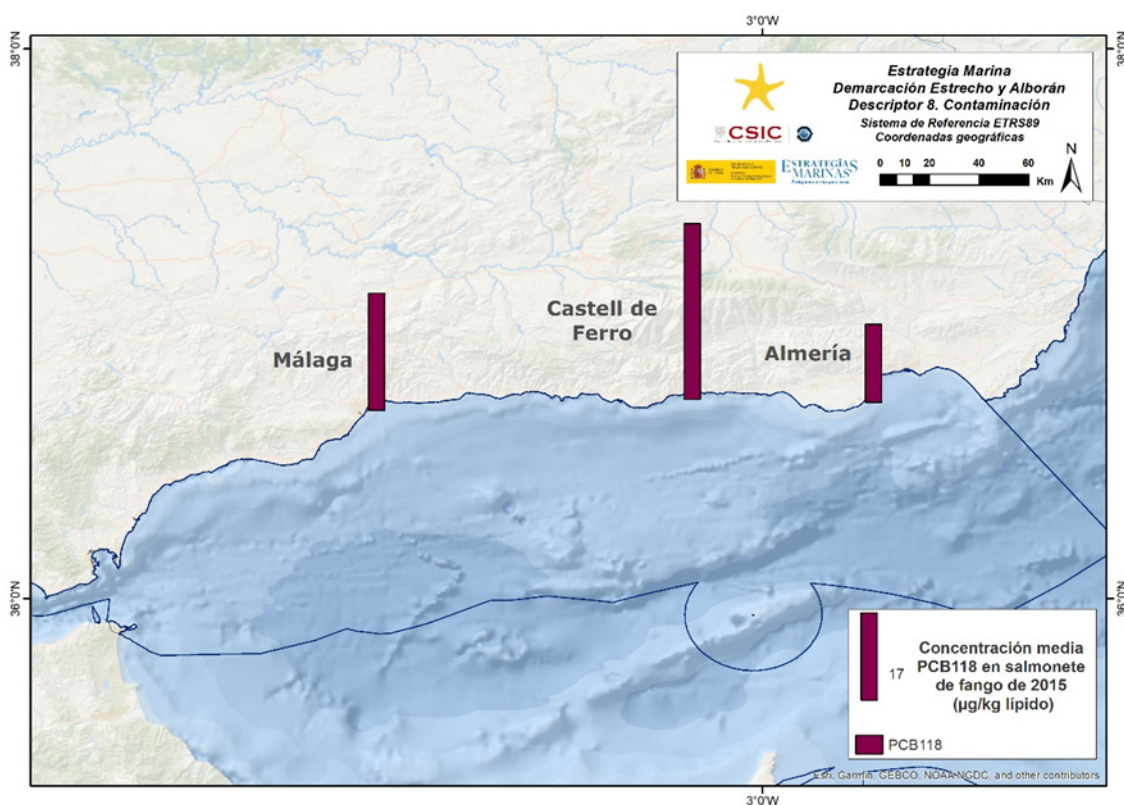 3°0'W
38°0'N
38°0'N
Estrategia Marina
Demarcación Estrecho y Alborán
Descriptor 8. Contaminación
Sistema de Referencia ETRS89
Coordenadas geográficas
CSIC
ESTRATEGIAS
MARINAS
N
0 10 20 40 60
Km
Castell de
Ferro
Málaga
Almería
36°0'N
36°0'N
17
Concentración media
PCB118 en salmonete
de fango de 2015
(µg/kg lípido)
PCB118
Esri, Garmin, GEBCO, NOAA NGDC, and other contributors
3°0'W